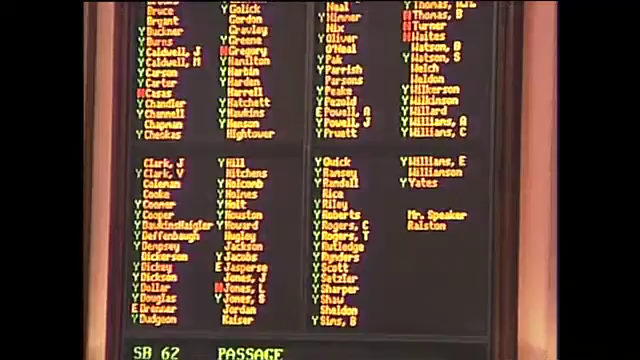 Bruce
Bryant
Y Buckner
Y Burns
Y Caldwell, J
Y Caldwell, M
Y Carson
Y Carter
N Casas
Y Chandler
Y Channell
Chapman
Y Cheokas
Y Golick
Gordon
Gravley
Y Greene
N Gregory
Y Hamilton
Y Harbin
Y Harden
Harrell
Y Hatchett
Y Hawkins
Y Henson
Hightower
Neal
Y Nimmer
Nix
Y Oliver
O'Neal
Y Pak
Y Parrish
Parsons
Y Peake
Y Pezold
E Powell, A
Y Powell, J
Y Pruett
N Thomas, B
N Turner
N Waites
Watson, B
Y Watson, S
Welch
Weldon
Y Wilkerson
Y Wilkinson
Y Willard
Y Williams, A
Y Williams, C
Clark, J
Y Clark, V
Coleman
Cooke
Y Coomer
Y Cooper
Y DawkinsHaigler
Y Deffenbaugh
Y Dempsey
Dickerson
Y Dickey
Y Dickson
Y Dollar
Y Douglas
E Drenner
Y Dudgeon
Y Hill
Hitchens
Y Holcomb
Y Holmes
Y Holt
Y Houston
Y Howard
Hugley
Jackson
Y Jacobs
E Jasperse
Jones, J
N Jones, L
Y Jones, S
Jordan
Kaiser
Y Quick
Y Ramsey
Y Randall
Rice
Y Riley
Y Roberts
Y Rogers, C
Y Rogers, T
Y Rutledge
Y Rynders
Y Scott
Y Setzler
Y Sharper
Y Shaw
Sheldon
Y Sims, B
Y Williams, E
Williamson
Y Yates
Mr. Speaker
Ralston
SB 62 PASSAGE